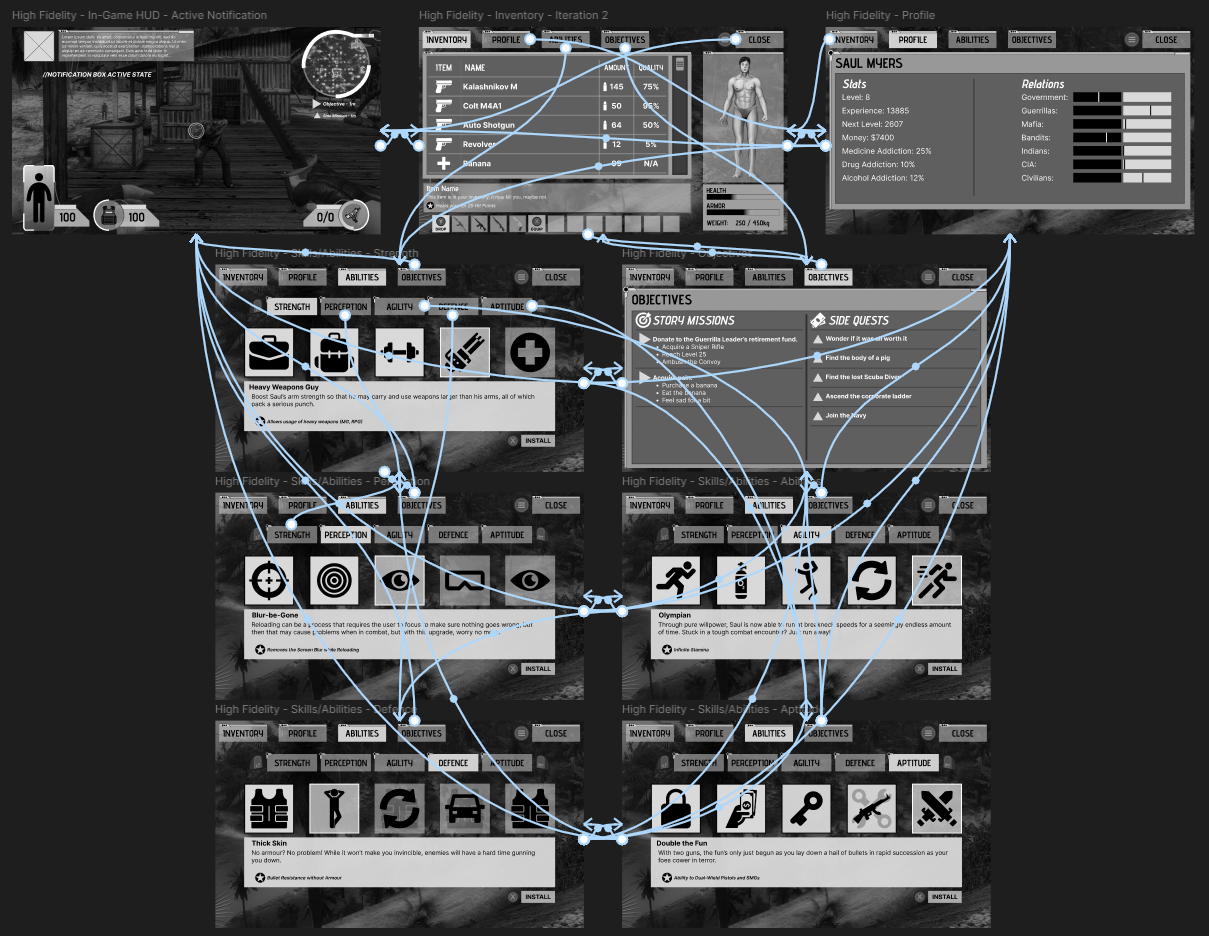 High Fidelity - In-Game HUD - Active Notification
//NOTIFICATION BOX ACTIVE STATE
Objective - 1m
Side Mission - 1m
100
100
0/0
High Fidelity - Inventory - Iteration 2
INVENTORY PROFILE ABILITIES OBJECTIVES CLOSE
ITEM NAME AMOUNT QUALITY
Kalashnikov M 145 75%
Colt M4A1 50 95%
Auto Shotgun 64 50%
Revolver 12 5%
Banana 99 N/A
Item Name
DROP EQUIP
HEALTH
ARMOR
WEIGHT: 250 / 450kg
High Fidelity - Profile
INVENTORY PROFILE ABILITIES OBJECTIVES CLOSE
SAUL MYERS
Stats
Level: 8
Experience: 13885
Next Level: 2607
Money: $7400
Medicine Addiction: 25%
Drug Addiction: 10%
Alcohol Addiction: 12%
Relations
Government:
Guerrillas:
Mafia:
Bandits:
Indians:
CIA:
Civilians:
High Fidelity - Skills/Abilities - Strength
INVENTORY PROFILE ABILITIES OBJECTIVES CLOSE
STRENGTH PERCEPTION AGILITY DEFENCE APTITUDE
Heavy Weapons Guy
Boost Saul's arm strength so that he may carry and use weapons larger than his arms, all of which
pack a serious punch.
Allows usage of heavy weapons (MG, RPG)
X INSTALL
High Fidelity - Objectives
INVENTORY PROFILE ABILITIES OBJECTIVES CLOSE
OBJECTIVES
STORY MISSIONS
Donate to the Guerrilla Leader's retirement fund.
• Acquire a Sniper Rifle
• Reach Level 25
• Ambush the Convoy
• Purchase a banana
• Eat the banana
• Feel sad for a bit
SIDE QUESTS
Wonder if it was all worth it
Find the body of a pig
Find the lost Scuba Diver
Ascend the corporate ladder
Join the Navy
High Fidelity - Skills/Abilities - Perception
INVENTORY PROFILE ABILITIES OBJECTIVES CLOSE
STRENGTH PERCEPTION AGILITY DEFENCE APTITUDE
Blur-be-Gone
Reloading can be a process that requires the user to focus to make sure nothing goes wrong, but
then that may cause problems when in combat, but with this upgrade, worry no more.
Removes the Screen Blur while Reloading
X INSTALL
High Fidelity - Skills/Abilities -
INVENTORY PROFILE ABILITIES OBJECTIVES CLOSE
STRENGTH PERCEPTION AGILITY DEFENCE APTITUDE
Olympian
Through pure willpower, Saul is now able to run at breakneck speeds for a seemingly endless amount
of time. Stuck in a tough combat encounter? Just run away!
Infinite Stamina
X INSTALL
High Fidelity - Skills/Abilities - Defence
INVENTORY PROFILE ABILITIES OBJECTIVES CLOSE
STRENGTH PERCEPTION AGILITY DEFENCE APTITUDE
Thick Skin
No armour? No problem! While it won't make you invincible, enemies will have a hard time gunning
you down.
Bullet Resistance without Armour
X INSTALL
High Fidelity - Skills/Abilities - Aptitude
INVENTORY PROFILE ABILITIES OBJECTIVES CLOSE
STRENGTH PERCEPTION AGILITY DEFENCE APTITUDE
Double the Fun
With two guns, the fun's only just begun as you lay down a hail of bullets in rapid succession as your
foes cower in terror.
Ability to Dual-Wield Pistols and SMGs
X INSTALL